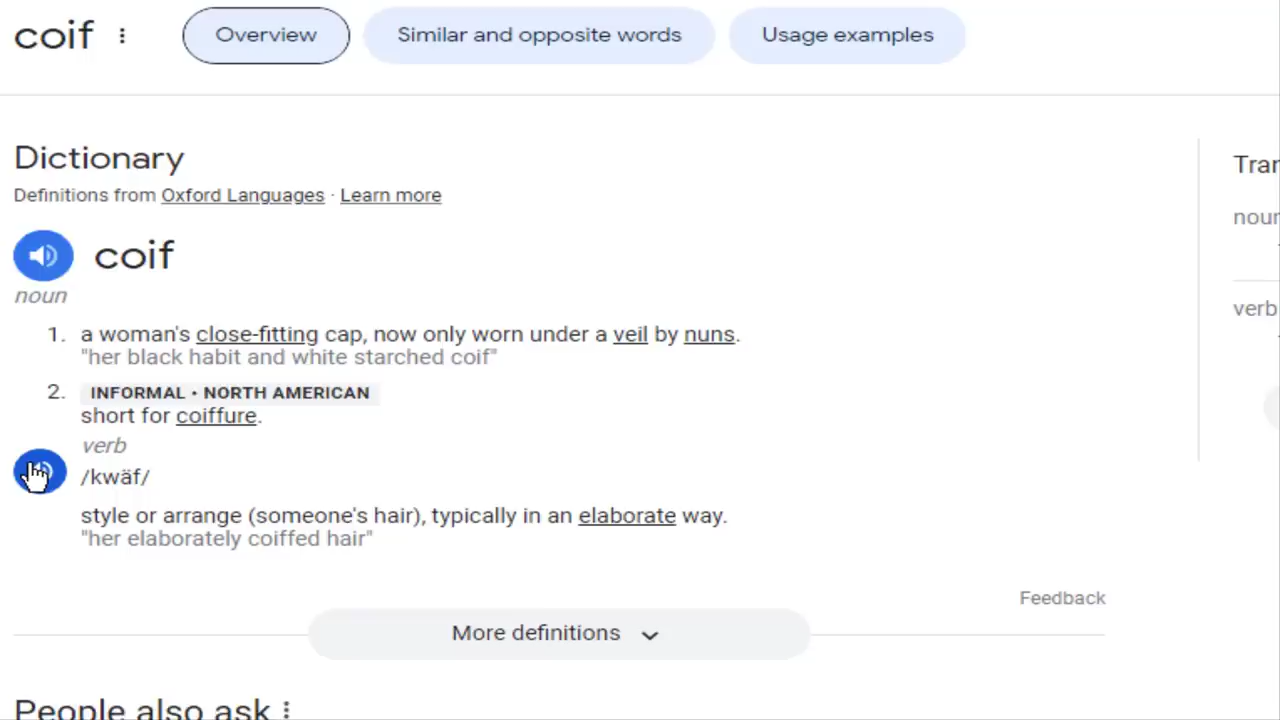 coif
Overview
Similar and opposite words
Usage examples
Dictionary
Definitions from Oxford Languages · Learn more
coif
noun
1. a woman's close-fitting cap, now only worn under a veil by nuns.
"her black habit and white starched coif"
2. INFORMAL • NORTH AMERICAN
short for coiffure.
verb
/kwäf/
style or arrange (someone's hair), typically in an elaborate way.
"her elaborately coiffed hair"
Feedback
More definitions
People also ask
Tran
noun
verb